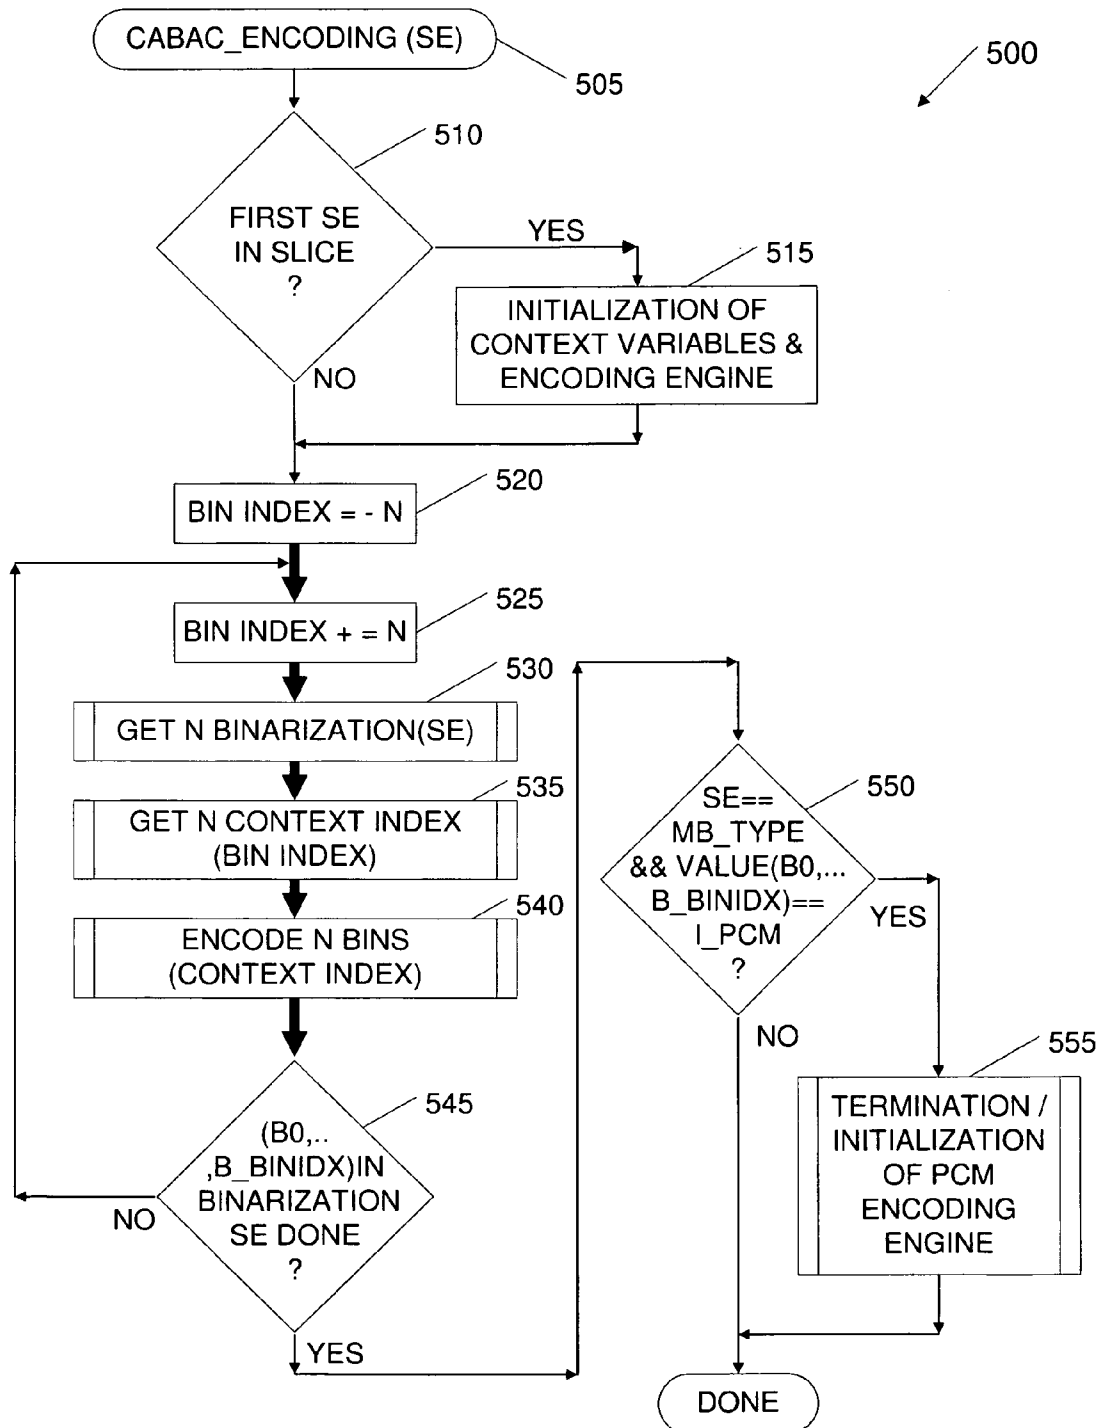 CABAC_ENCODING (SE)
505
500
510
FIRST SE
IN SLICE
?
YES
NO
515
INITIALIZATION OF
CONTEXT VARIABLES &
ENCODING ENGINE
520
BIN INDEX = - N
525
BIN INDEX + = N
530
GET N BINARIZATION(SE)
535
GET N CONTEXT INDEX
(BIN INDEX)
540
ENCODE N BINS
(CONTEXT INDEX)
545
(B0,..
,B_BINIDX)IN
BINARIZATION
SE DONE
?
NO
YES
550
SE==
MB_TYPE
&& VALUE(B0,...
B_BINIDX)==
I_PCM
?
YES
NO
555
TERMINATION /
INITIALIZATION
OF PCM
ENCODING
ENGINE
DONE